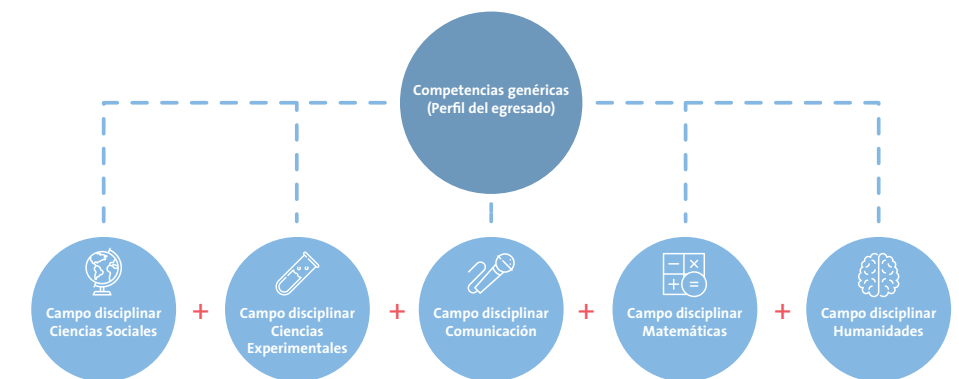 Competencias genéricas
(Perfil del egresado)
Campo disciplinar
Ciencias Sociales
+
Campo disciplinar
Ciencias
Experimentales
+
Campo disciplinar
Comunicación
+
Campo disciplinar
Matemáticas
+
Campo disciplinar
Humanidades